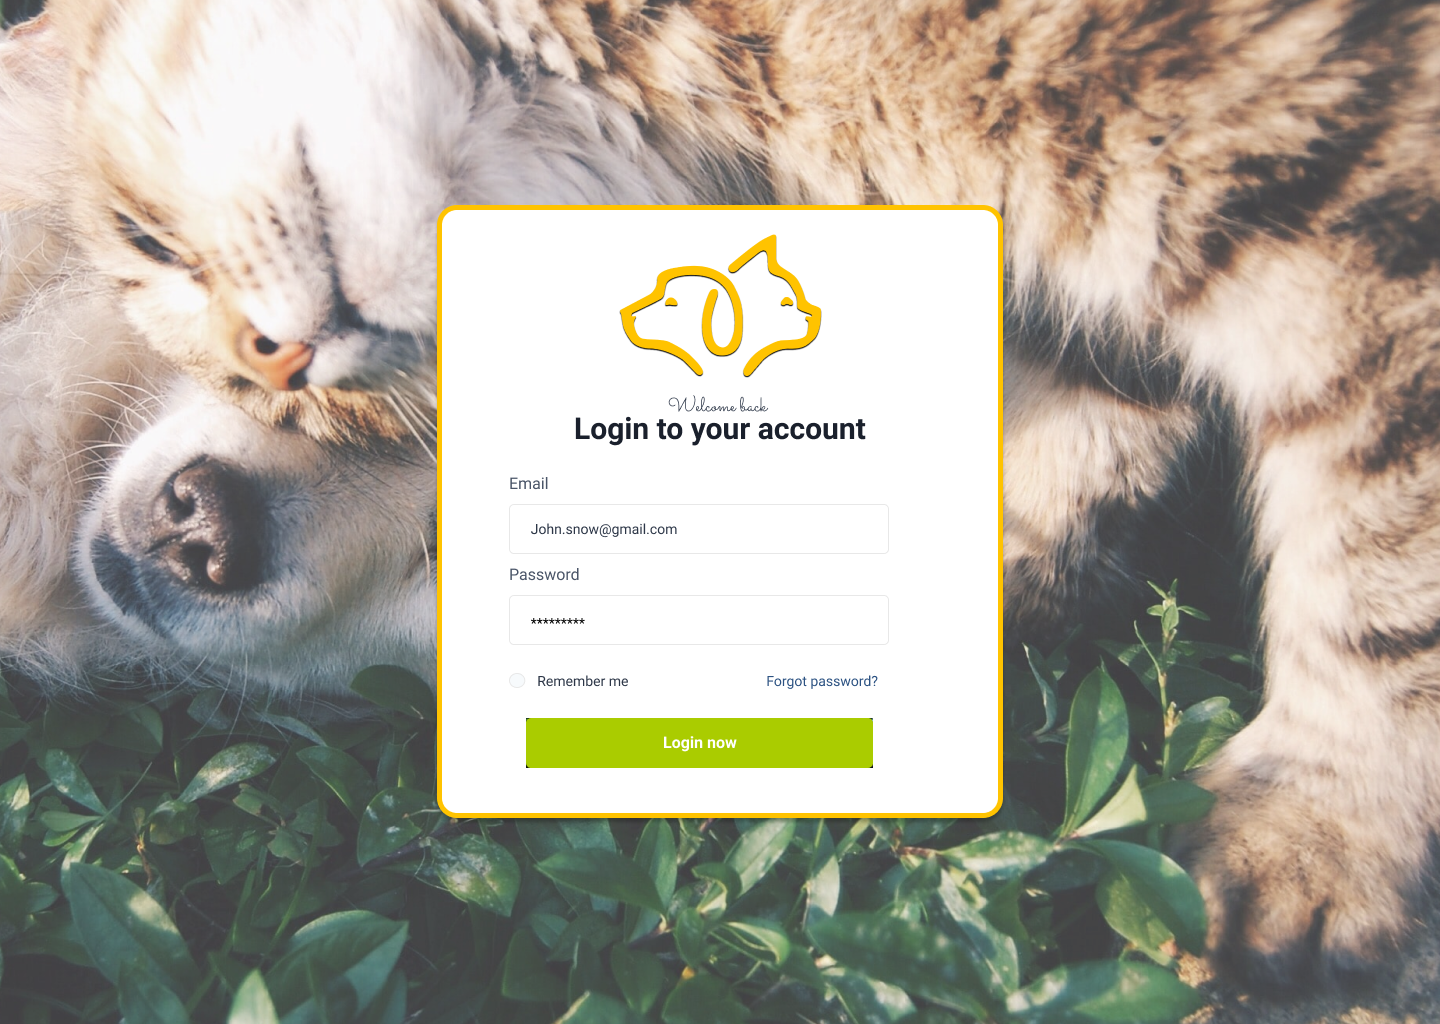 Welcome back
Login to your account
Email
John.snow@gmail.com
Password
*********
Remember me
Forgot password?
Login now